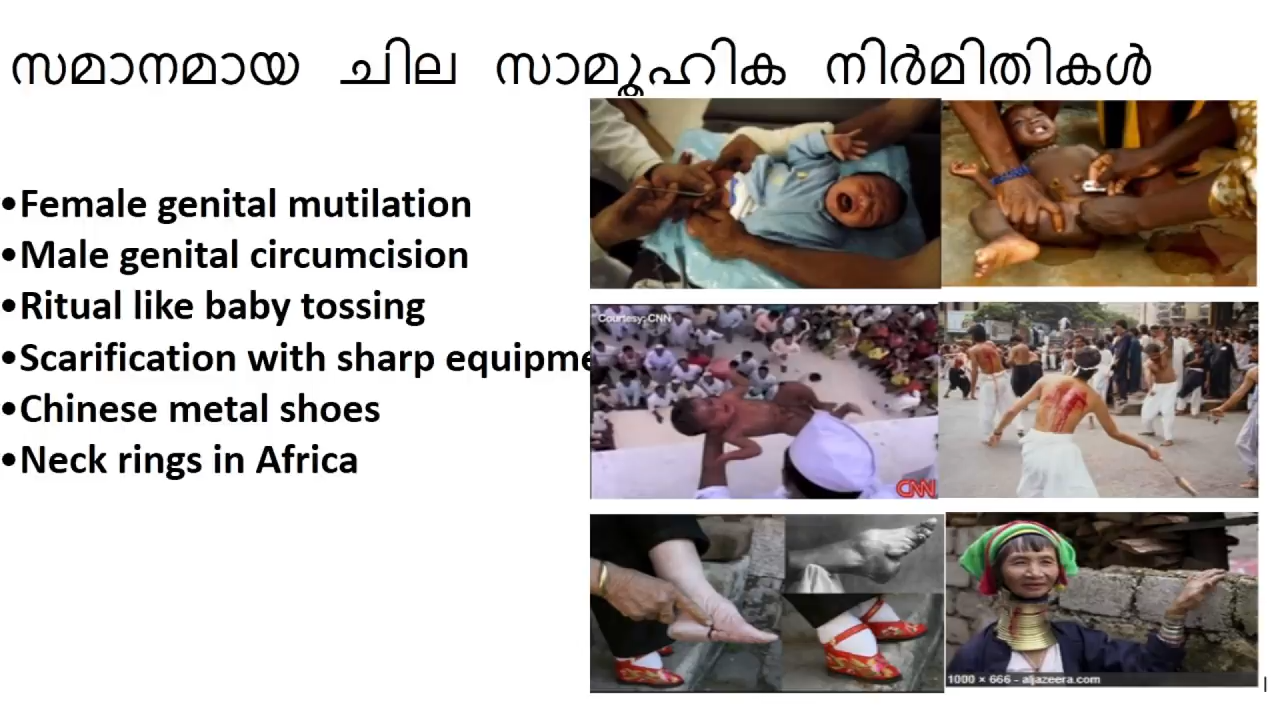 സമാനമായ ചില സാമൂഹിക നിർമിതികൾ
•Female genital mutilation
•Male genital circumcision
•Ritual like baby tossing
•Scarification with sharp equipme
•Chinese metal shoes
•Neck rings in Africa
Courtesy: CNN
CNN
1000 × 666 - aljazeera.com